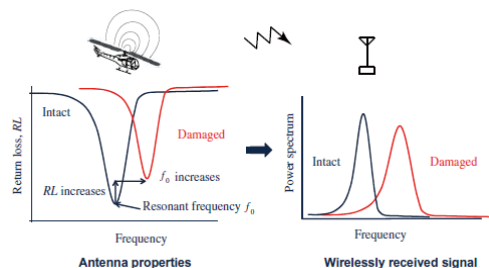 Return loss, RL
Intact
Damaged
RL increases
f₀ increases
Resonant frequency f₀
Frequency
Antenna properties
Power spectrum
Intact
Damaged
Frequency
Wirelessly received signal